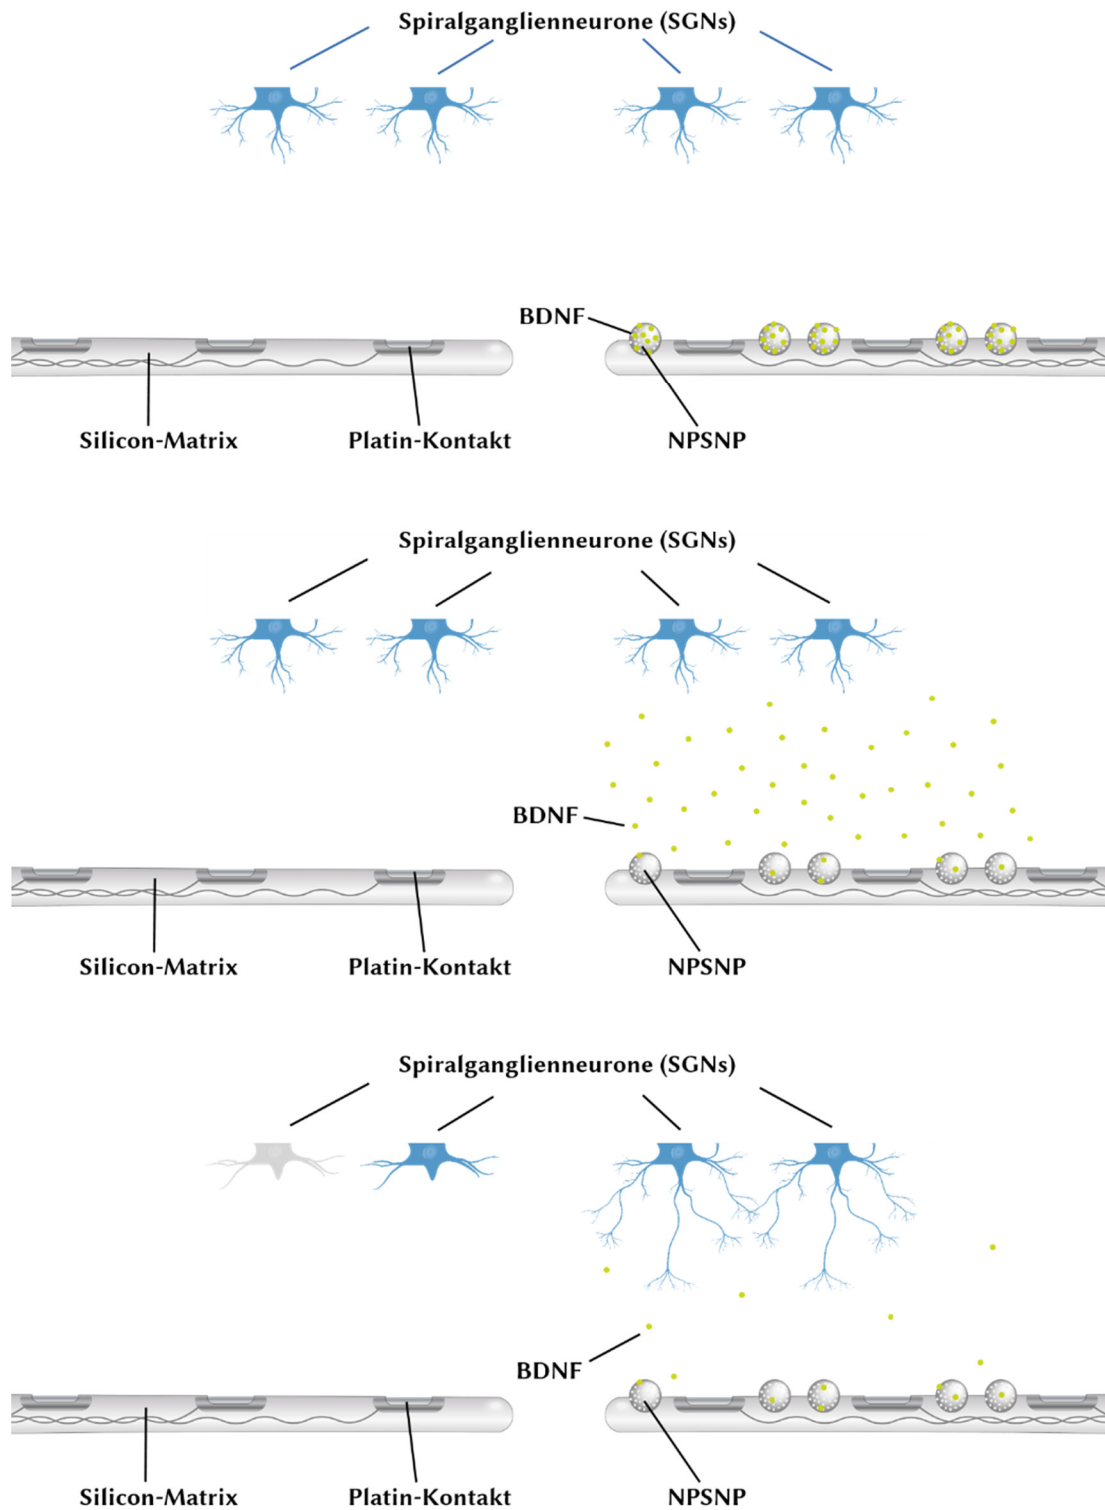 Spiralganglienneurone (SGNs)
BDNF
Silicon-Matrix
Platin-Kontakt
NPSNP
Spiralganglienneurone (SGNs)
BDNF
Silicon-Matrix
Platin-Kontakt
NPSNP
Spiralganglienneurone (SGNs)
BDNF
Silicon-Matrix
Platin-Kontakt
NPSNP